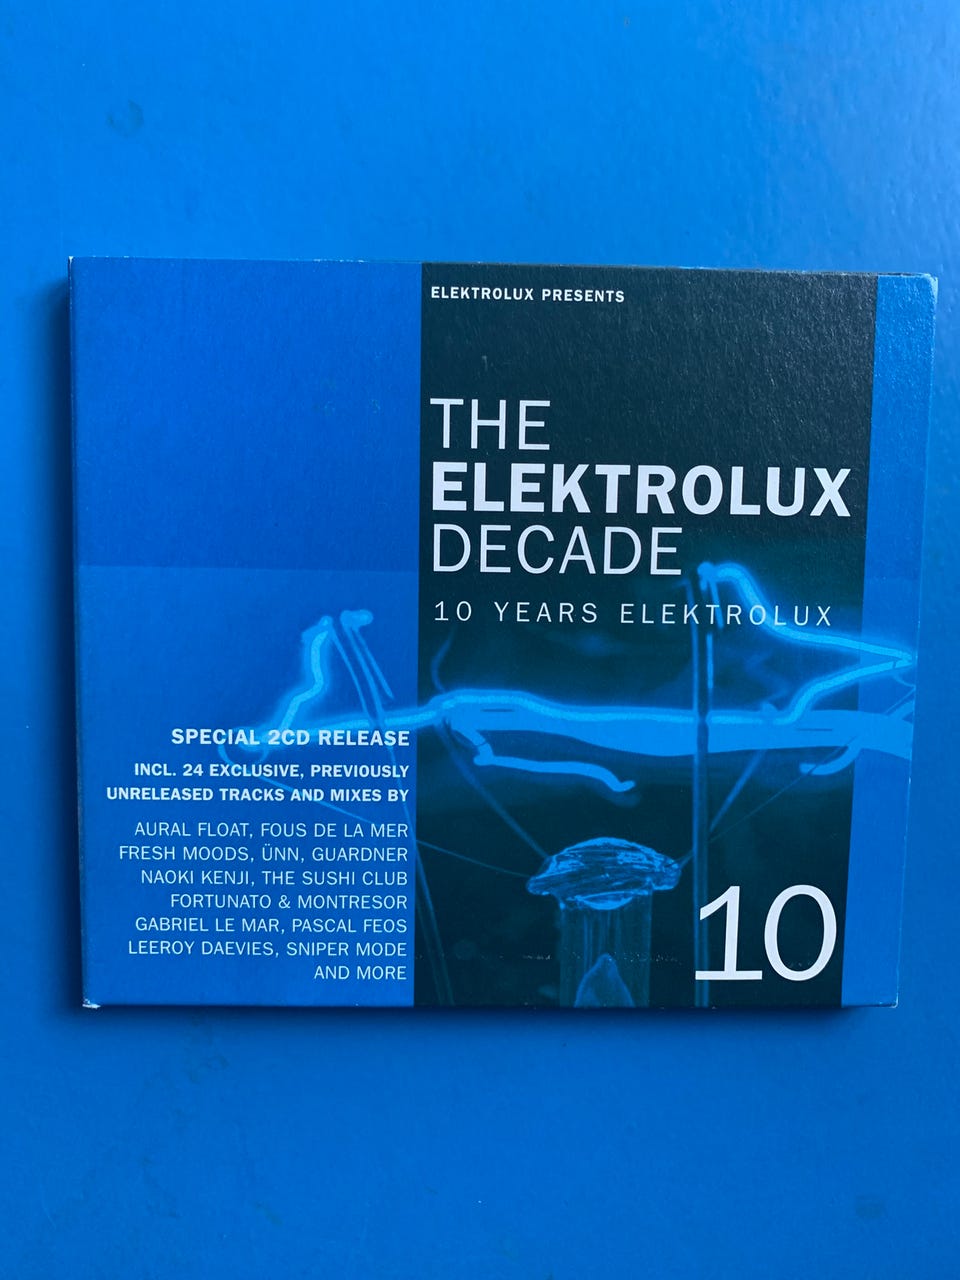 ELEKTROLUX PRESENTS
THE
ELEKTROLUX
DECADE
10 YEARS ELEKTROLUX
SPECIAL 2CD RELEASE
INCL. 24 EXCLUSIVE, PREVIOUSLY
UNRELEASED TRACKS AND MIXES BY
AURAL FLOAT, FOUS DE LA MER
FRESH MOODS, ÜNN, GUARDNER
NAOKI KENJI, THE SUSHI CLUB
FORTUNATO & MONTRESOR
GABRIEL LE MAR, PASCAL FEOS
LEEROY DAEVIES, SNIPER MODE
AND MORE
10